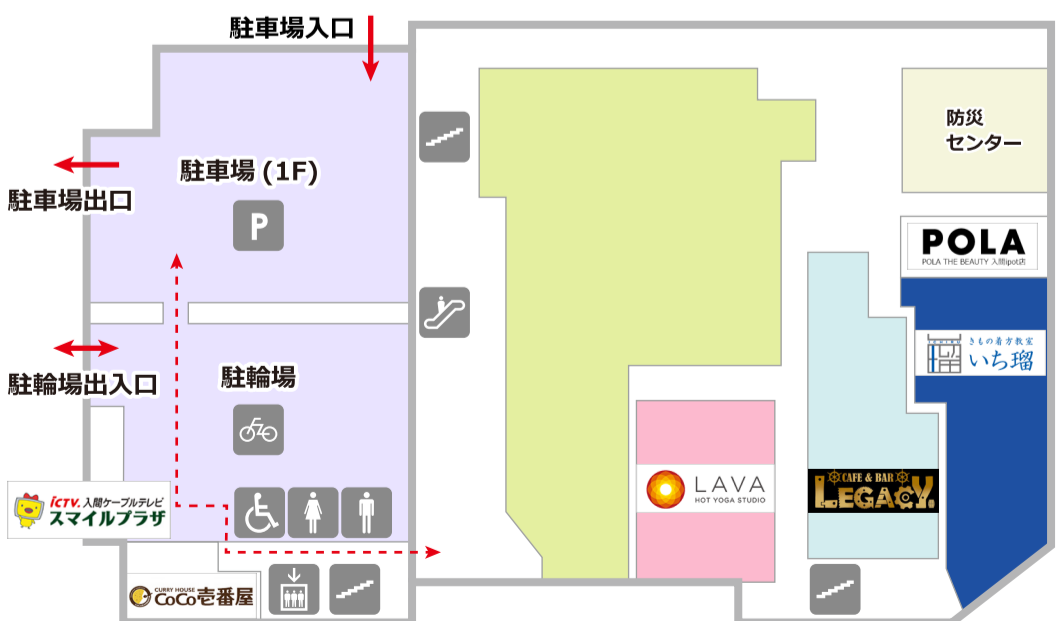 駐車場入口
駐車場出口
駐車場 (1F)
P
駐輪場出入口
駐輪場
iCTV. 入間ケーブルテレビ
スマイルプラザ
CURRY HOUSE
CoCo壱番屋
防災
センター
POLA
POLA THE BEAUTY 入間ipot店
きもの着方教室
いち瑠
LAVA
HOT YOGA STUDIO
CAFE & BAR
LEGACY.